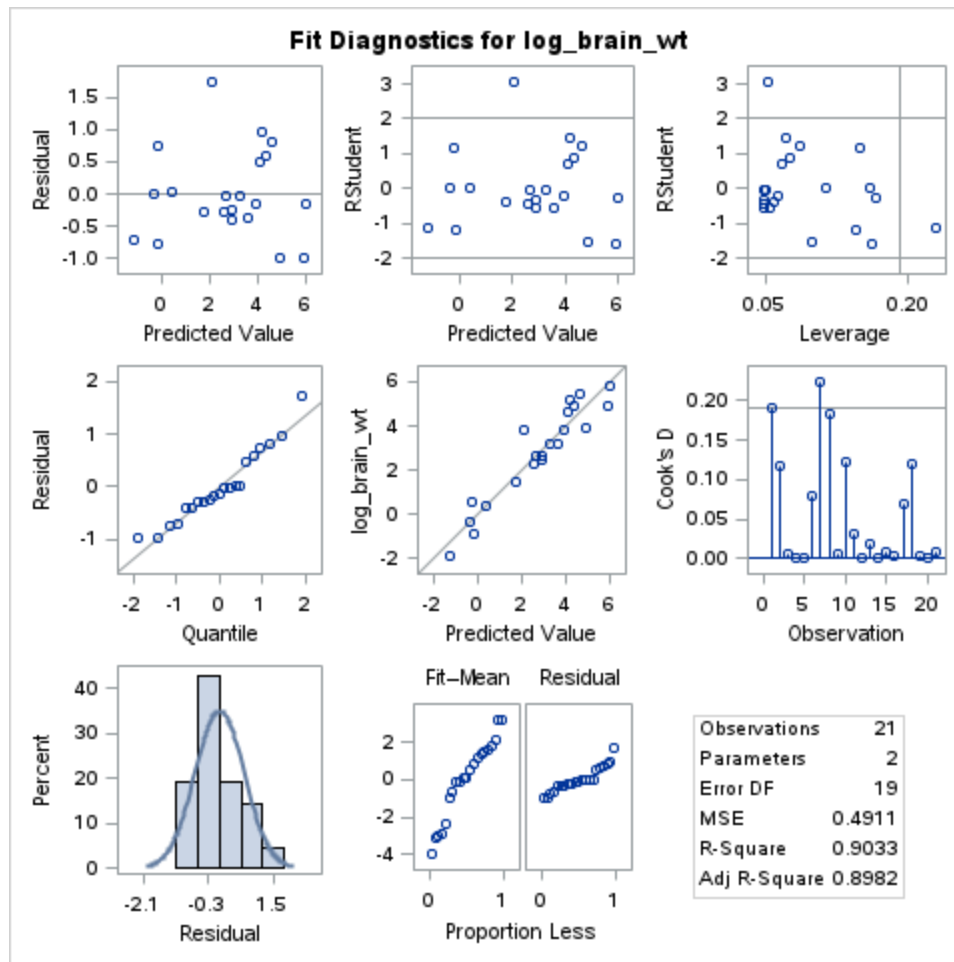 Fit Diagnostics for log_brain_wt
Residual
1.5
1.0
0.5
0.0
-0.5
-1.0
0 2 4 6
Predicted Value
RStudent
3
2
1
0
-1
-2
0 2 4 6
Predicted Value
RStudent
3
2
1
0
-1
-2
0.05 0.20
Leverage
Residual
2
1
0
-1
-2 -1 0 1 2
Quantile
log_brain_wt
6
4
2
0
-2
-2 0 2 4 6
Predicted Value
Cook's D
0.20
0.15
0.10
0.05
0.00
0 5 10 15 20
Observation
Percent
40
30
20
10
0
-2.1 -0.3 1.5
Residual
Fit–Mean Residual
2
0
-2
-4
0 1 0 1
Proportion Less
Observations 21
Parameters 2
Error DF 19
MSE 0.4911
R-Square 0.9033
Adj R-Square 0.8982